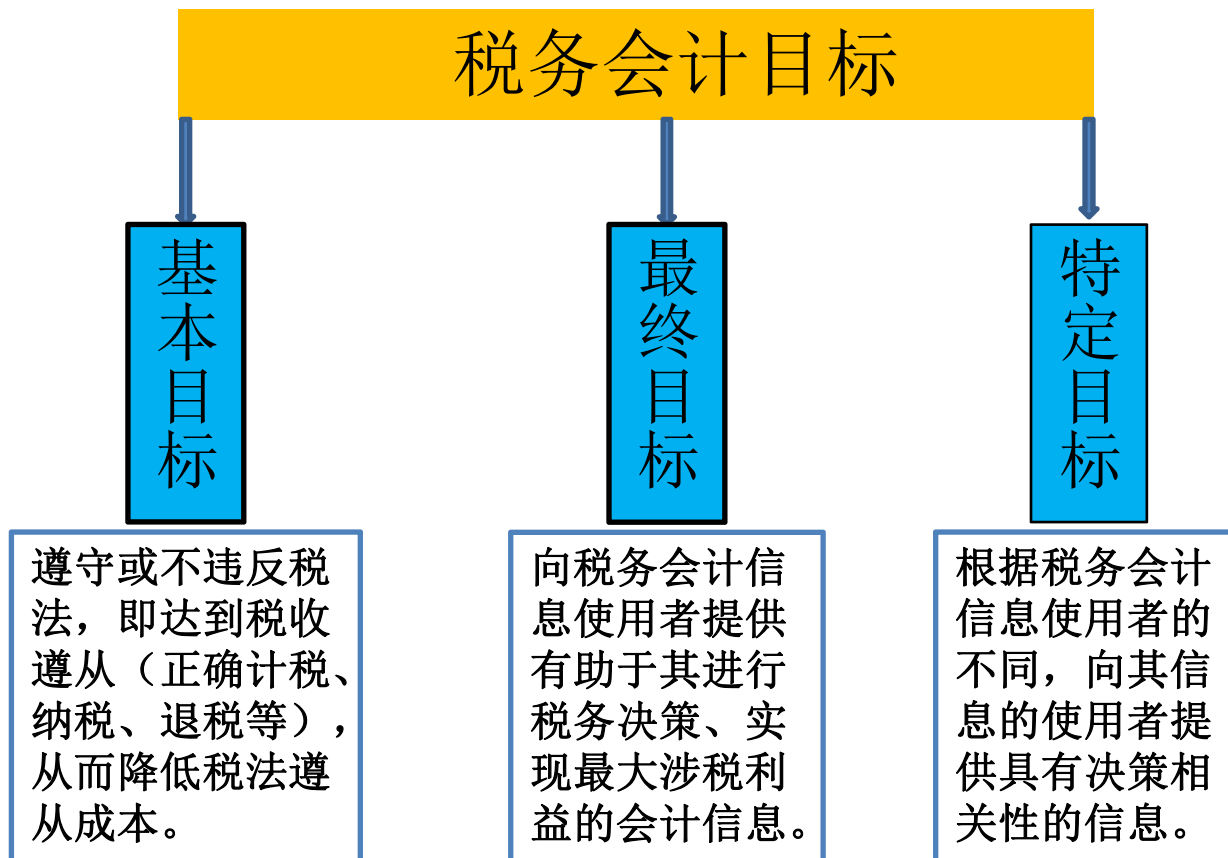 税务会计目标
基本目标
最终目标
特定目标
遵守或不违反税
法，即达到税收
遵从（正确计税、
纳税、退税等），
从而降低税法遵
从成本。
向税务会计信
息使用者提供
有助于其进行
税务决策、实
现最大涉税利
益的会计信息。
根据税务会计
信息使用者的
不同，向其信
息的使用者提
供具有决策相
关性的信息。